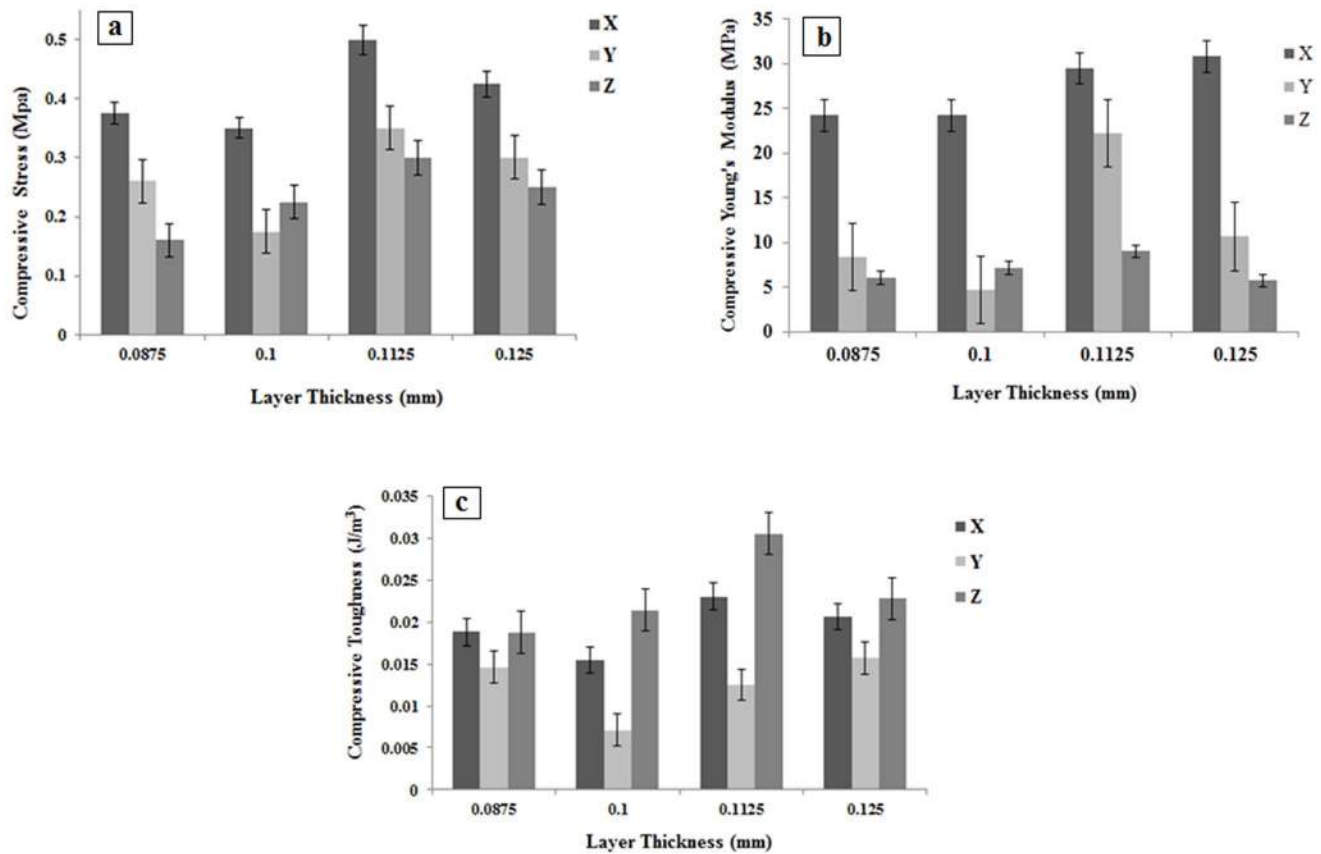 a
Compressive Stress (Mpa)
0.5
0.4
0.3
0.2
0.1
0
0.0875 0.1 0.1125 0.125
Layer Thickness (mm)
X
Y
Z
b
Compressive Young's Modulus (MPa)
35
30
25
20
15
10
5
0
0.0875 0.1 0.1125 0.125
Layer Thickness (mm)
X
Y
Z
c
Compressive Toughness (J/m³)
0.035
0.03
0.025
0.02
0.015
0.01
0.005
0
0.0875 0.1 0.1125 0.125
Layer Thickness (mm)
X
Y
Z